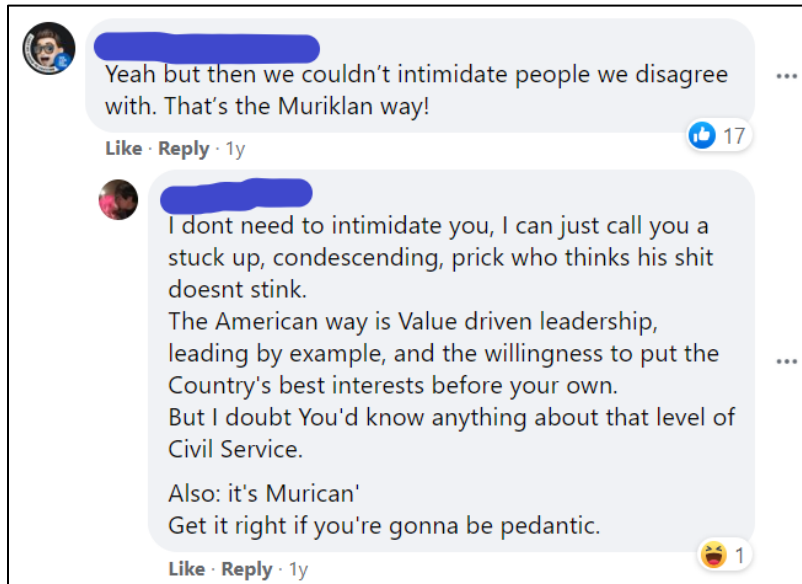 Yeah but then we couldn’t intimidate people we disagree
with. That’s the Muriklan way!
17
Like · Reply · 1y
I dont need to intimidate you, I can just call you a
stuck up, condescending, prick who thinks his shit
doesnt stink.
The American way is Value driven leadership,
leading by example, and the willingness to put the
Country's best interests before your own.
But I doubt You'd know anything about that level of
Civil Service.
Also: it's Murican'
Get it right if you're gonna be pedantic.
1
Like · Reply · 1y